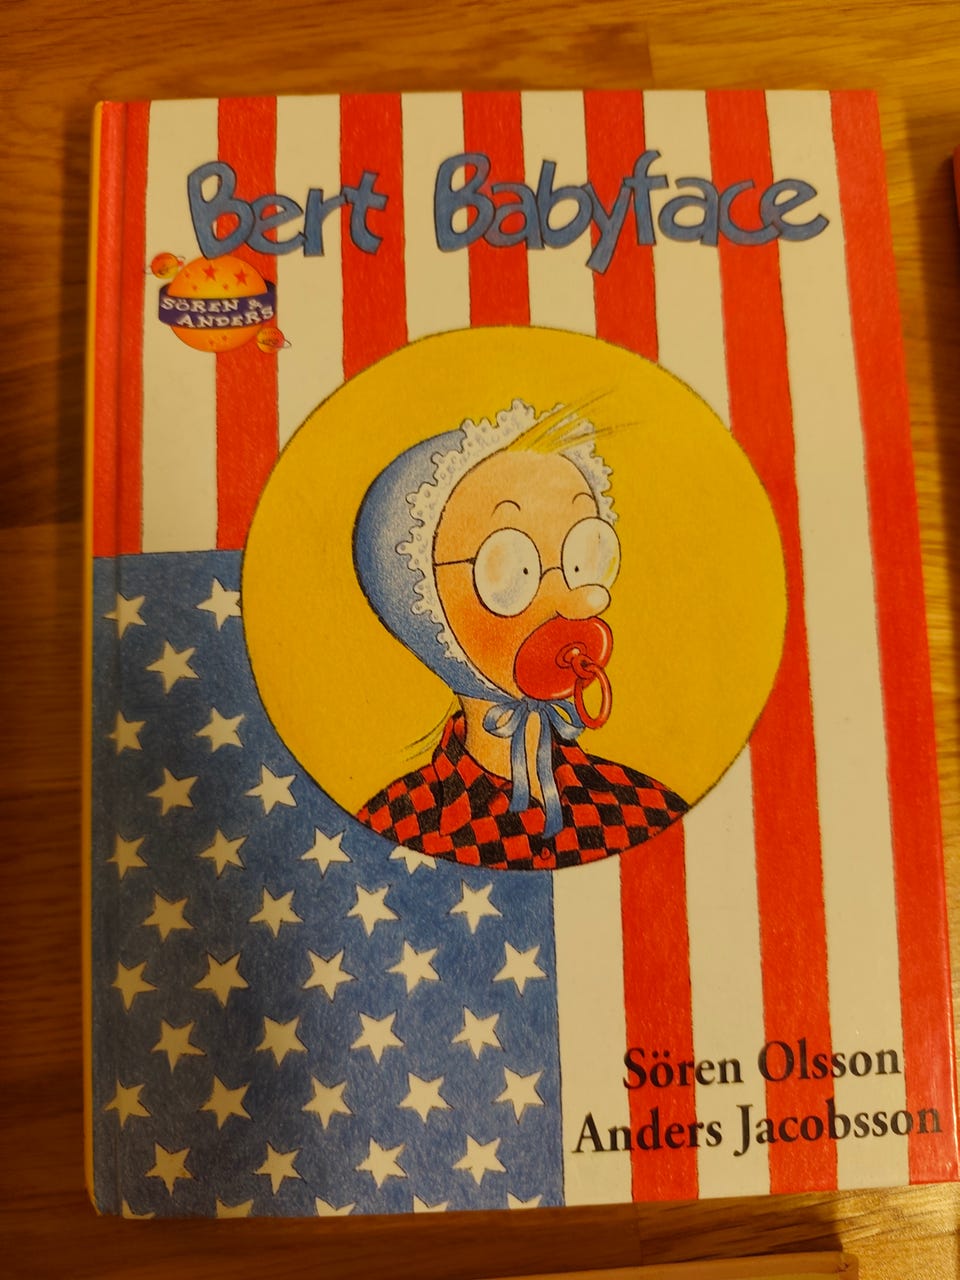 Bert Babyface
SÖREN &
ANDERS
Sören Olsson
Anders Jacobsson